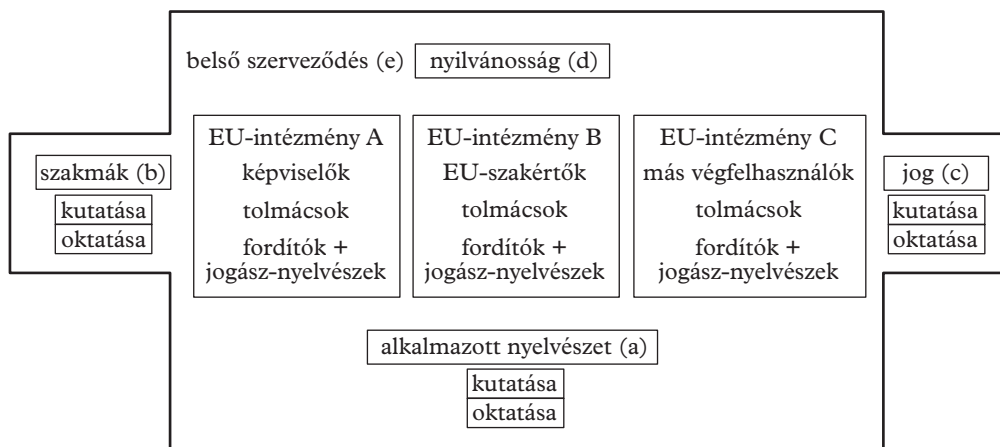 belső szerveződés (e) nyilvánosság (d)
szakmák (b)
kutatása
oktatása
EU-intézmény A
képviselők
tolmácsok
fordítók +
jogász-nyelvészek
EU-intézmény B
EU-szakértők
tolmácsok
fordítók +
jogász-nyelvészek
EU-intézmény C
más végfelhasználók
tolmácsok
fordítók +
jogász-nyelvészek
jog (c)
kutatása
oktatása
alkalmazott nyelvészet (a)
kutatása
oktatása